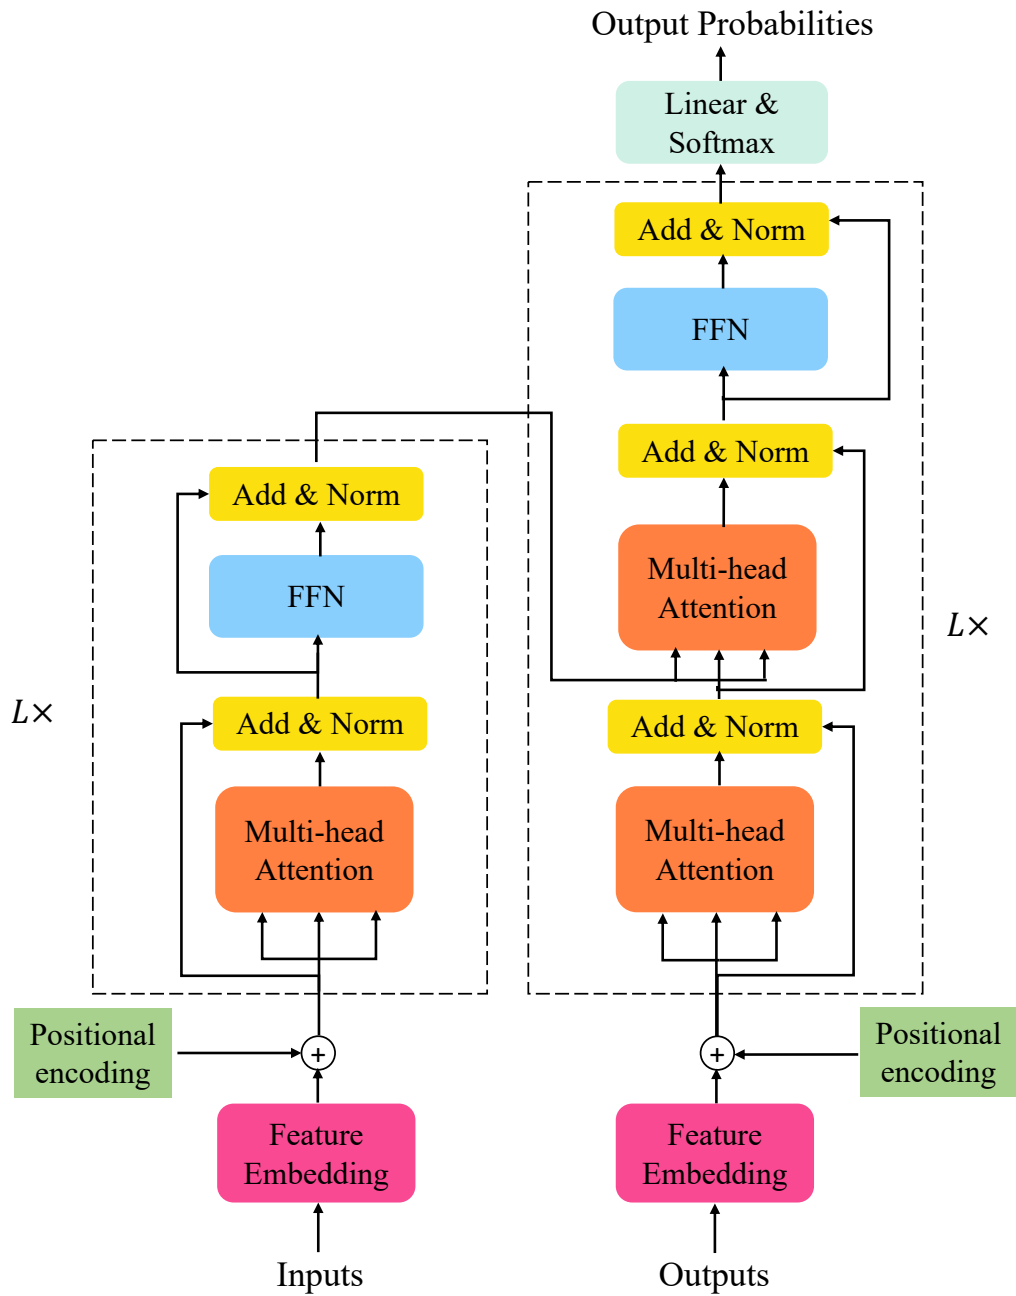 Output Probabilities
Linear &
Softmax
Add & Norm
FFN
Add & Norm
Multi-head
Attention
L×
Add & Norm
Multi-head
Attention
Positional
encoding
+
Feature
Embedding
Outputs
Add & Norm
FFN
Add & Norm
L×
Multi-head
Attention
Positional
encoding
+
Feature
Embedding
Inputs